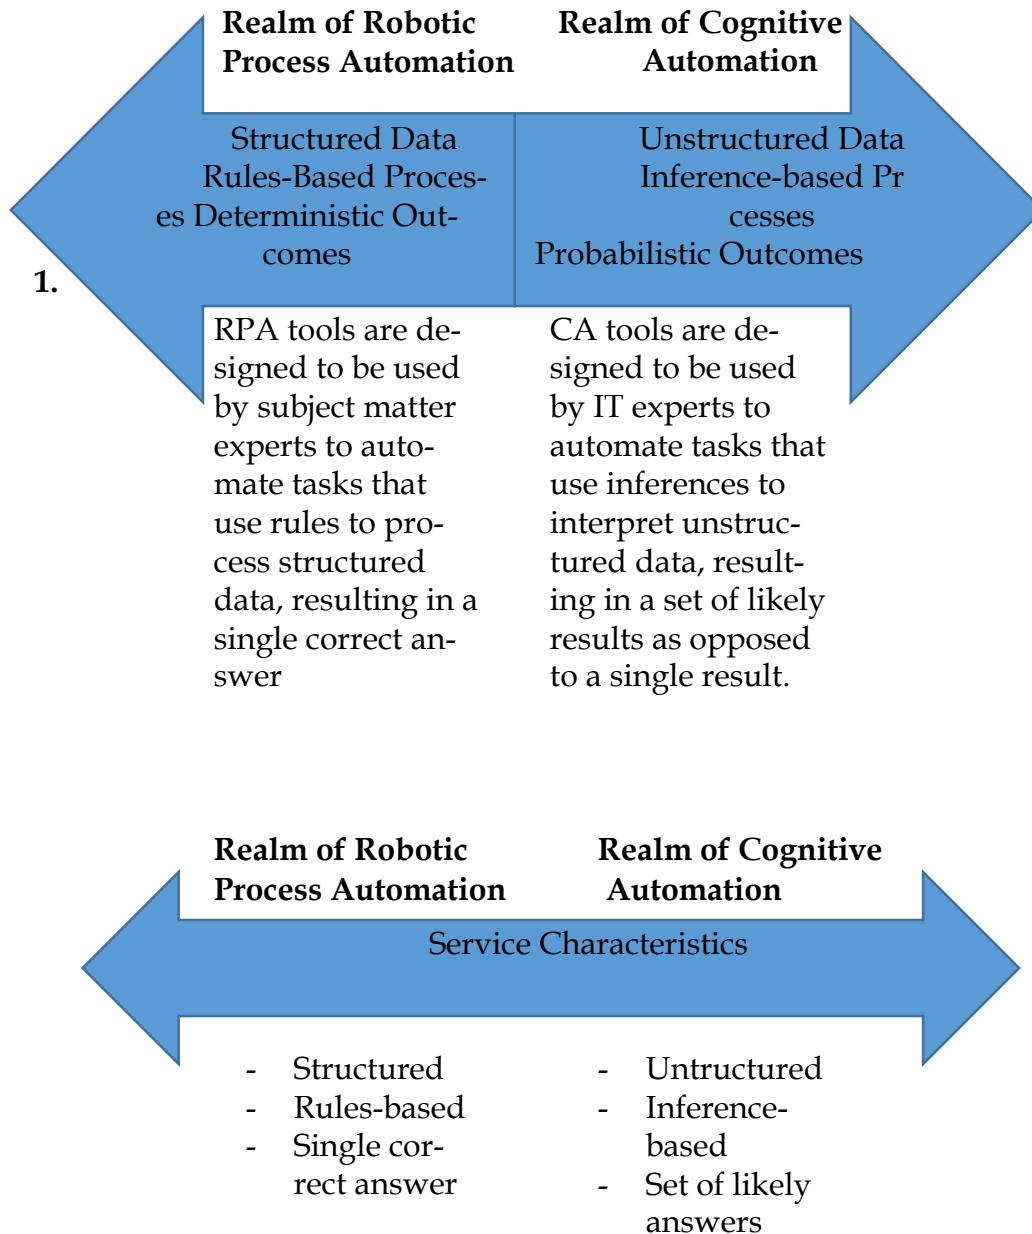 Realm of Robotic
Process Automation
Realm of Cognitive
Automation
Structured Data
Rules-Based Proces-
es Deterministic Out-
comes
Unstructured Data
Inference-based Pr
cesses
Probabilistic Outcomes
1.
RPA tools are de-
signed to be used
by subject matter
experts to auto-
mate tasks that
use rules to pro-
cess structured
data, resulting in a
single correct an-
swer
CA tools are de-
signed to be used
by IT experts to
automate tasks that
use inferences to
interpret unstruc-
tured data, result-
ing in a set of likely
results as opposed
to a single result.
Realm of Robotic
Process Automation
Realm of Cognitive
Automation
Service Characteristics
- Structured
- Rules-based
- Single cor-
rect answer
- Untructured
- Inference-
based
- Set of likely
answers